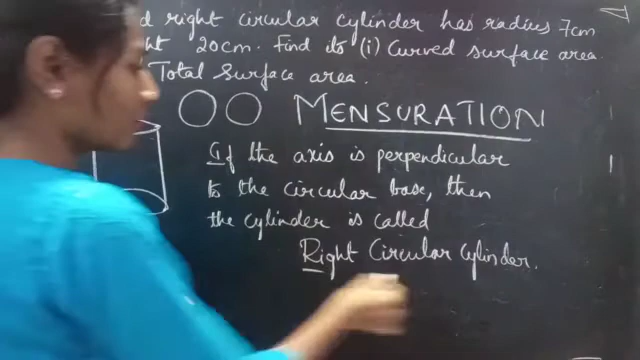 d right circular cylinder has radius 7cm
ght 20cm. Find its (i) Curved surface area
Total Surface area.
MENSURATION
If the axis is perpendicular
to the circular base, then
the cylinder is called
Right Circular Cylinder.